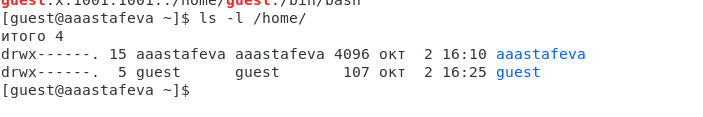 guest:x:1001:1001::/home/guest:/bin/bash
[guest@aaastafeva ~]$ ls -l /home/
итого 4
drwx------. 15 aaastafeva aaastafeva 4096 окт  2 16:10 aaastafeva
drwx------.  5 guest      guest       107 окт  2 16:25 guest
[guest@aaastafeva ~]$